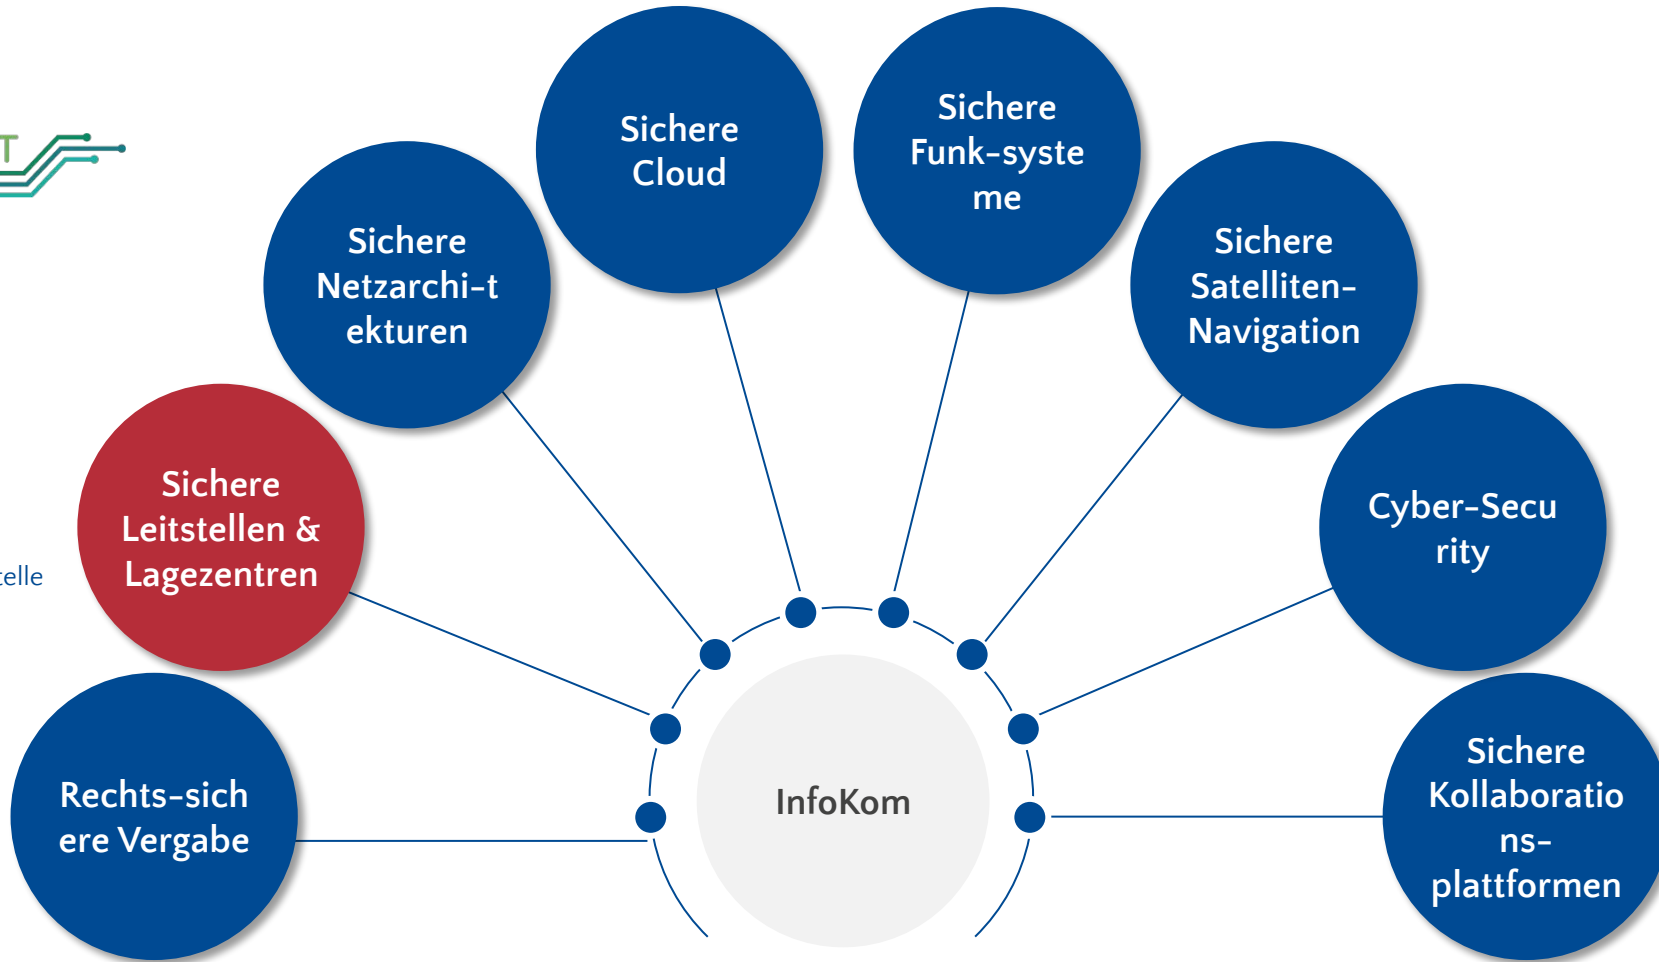 T
Sichere
Cloud
Sichere
Funk-syste
me
Sichere
Netzarchi-t
ekturen
Sichere
Satelliten-
Navigation
Sichere
Leitstellen &
Lagezentren
Cyber-Secu
rity
telle
Rechts-sich
ere Vergabe
InfoKom
Sichere
Kollaboratio
ns-
plattformen